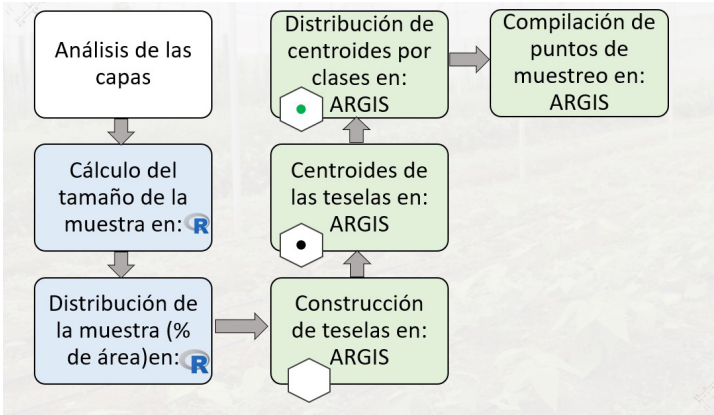 Análisis de las
capas
Cálculo del
tamaño de la
muestra en:
R
Distribución de
la muestra (%
de área)en:
R
Construcción
de teselas en:
ARGIS
Centroides de
las teselas en:
ARGIS
Distribución de
centroides por
clases en:
ARGIS
Compilación de
puntos de
muestreo en:
ARGIS